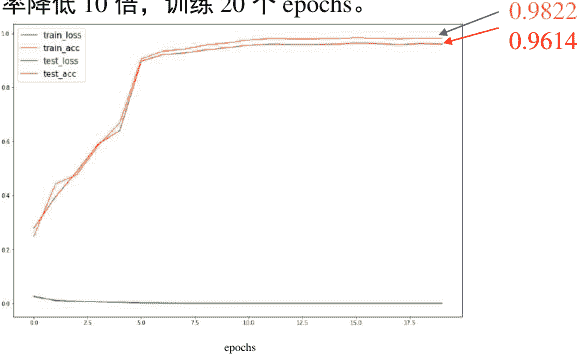 率降低 10 倍，训练 20 个 epochs。
0.9822
0.9614
train_loss
train_acc
test_loss
test_acc
1.0
0.8
0.6
0.4
0.2
0.0
0.0 2.5 5.0 7.5 10.0 12.5 15.0 17.5
epochs